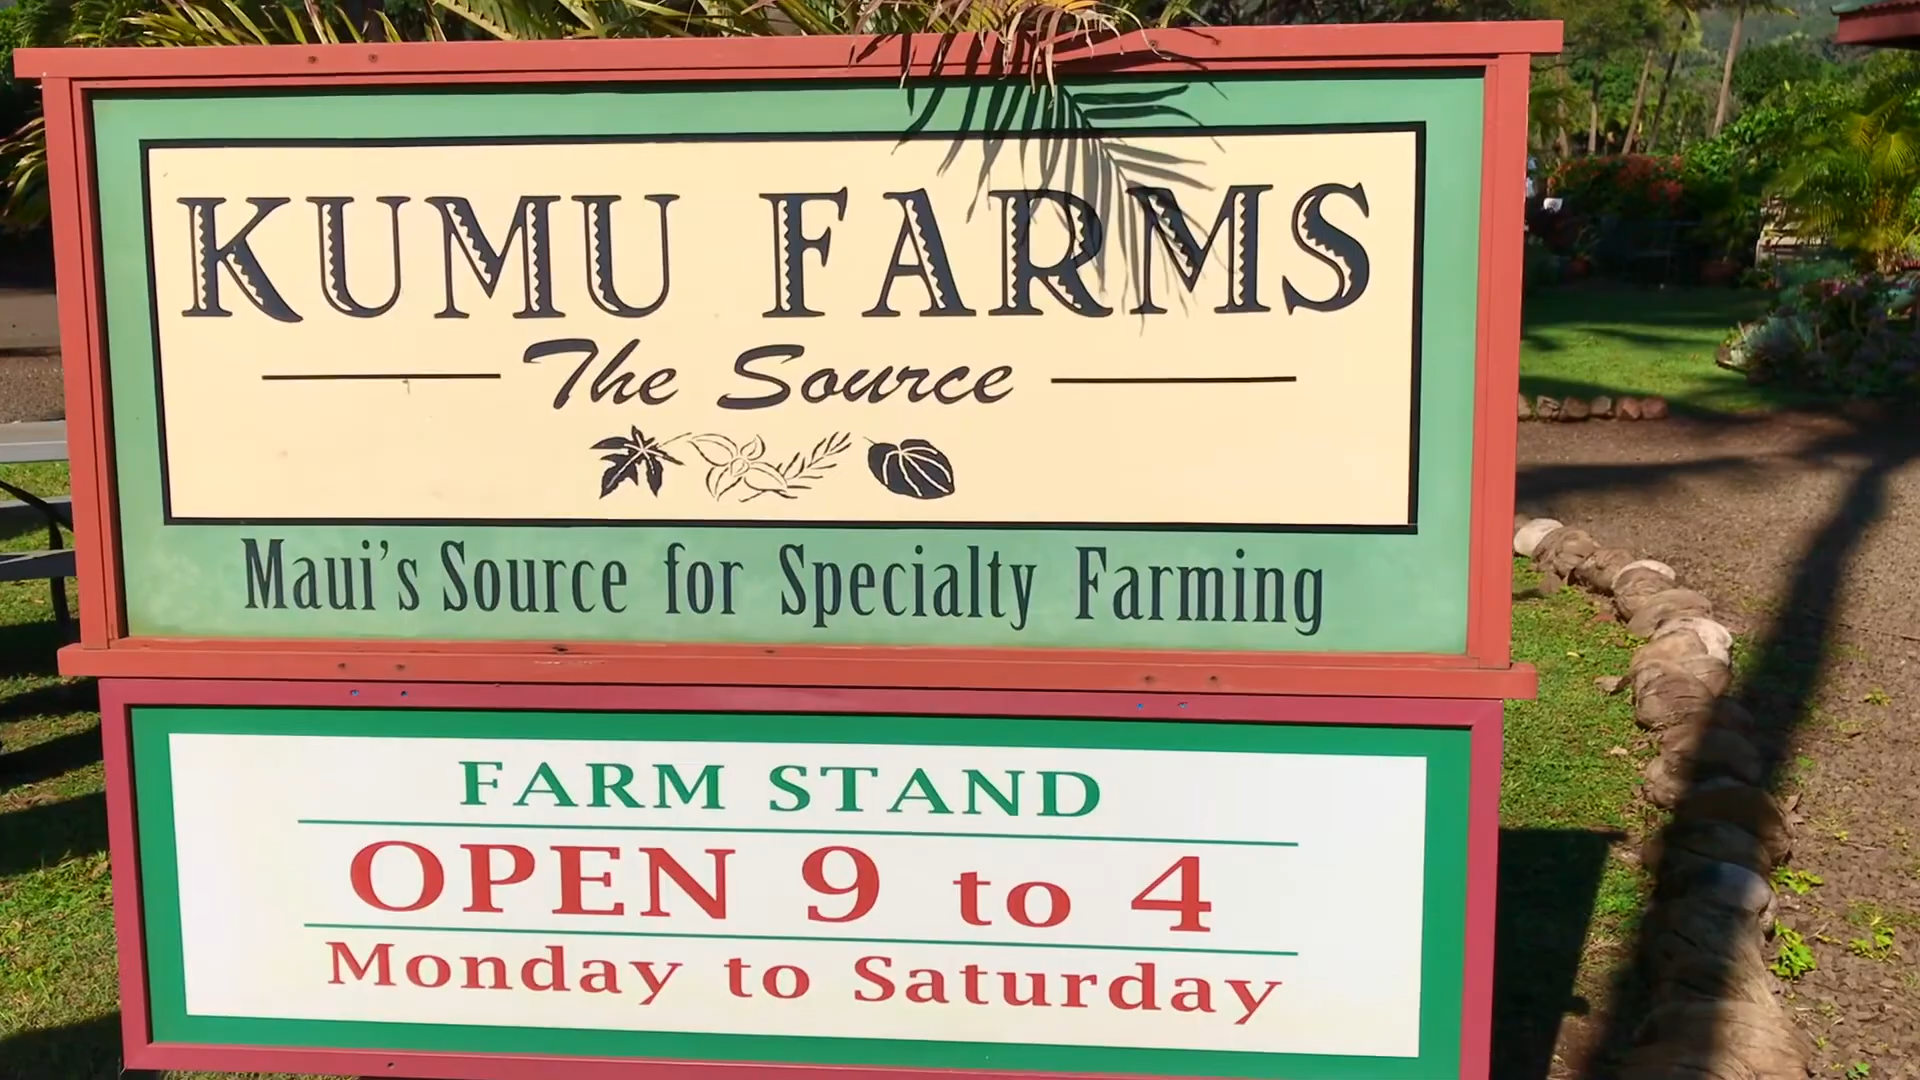 KUMU FARMS
The Source
Maui's Source for Specialty Farming
FARM STAND
OPEN 9 to 4
Monday to Saturday